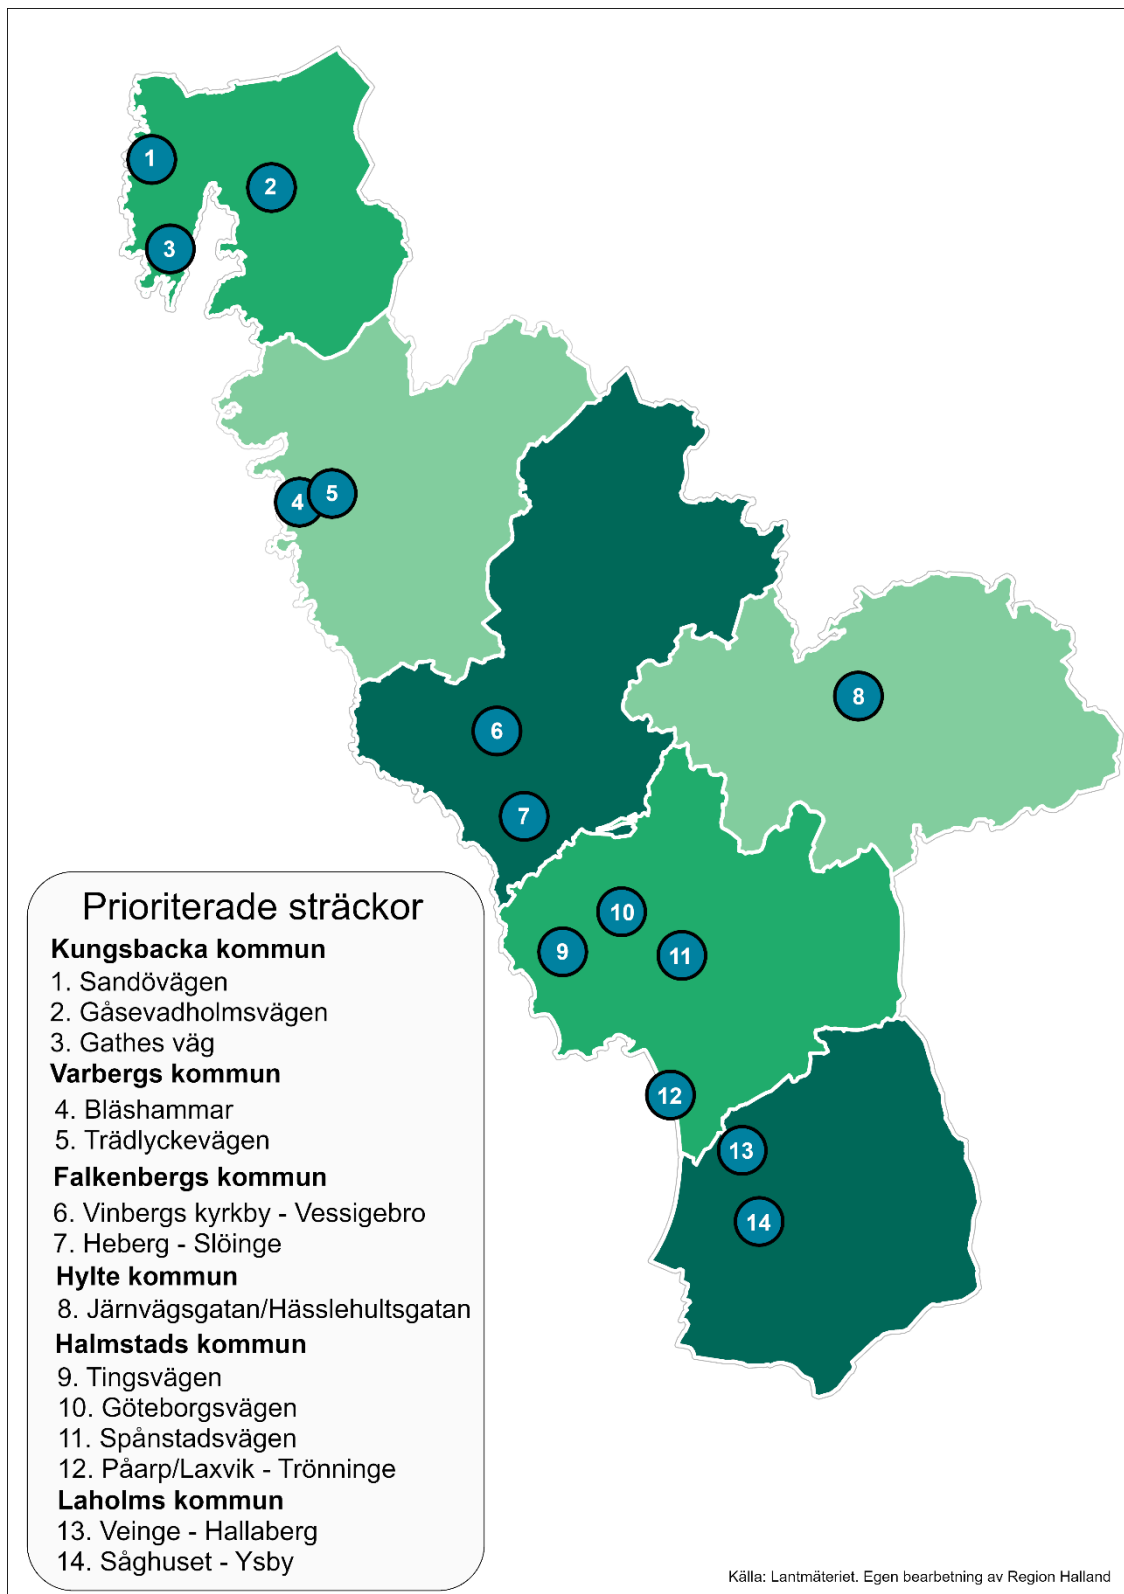 1
2
3
4
5
6
7
8
9
10
11
12
13
14
Prioriterade sträckor
Kungsbacka kommun
1. Sandövägen
2. Gåsevadholmsvägen
3. Gathes väg
Varbergs kommun
4. Bläshammar
5. Trädlyckevägen
Falkenbergs kommun
6. Vinbergs kyrkby - Vessigebro
7. Heberg - Slöinge
Hylte kommun
8. Järnvägsgatan/Hässlehultsgatan
Halmstads kommun
9. Tingsvägen
10. Göteborgsvägen
11. Spånstadsvägen
12. Påarp/Laxvik - Trönninge
Laholms kommun
13. Veinge - Hallaberg
14. Såghuset - Ysby
Källa: Lantmäteriet. Egen bearbetning av Region Halland